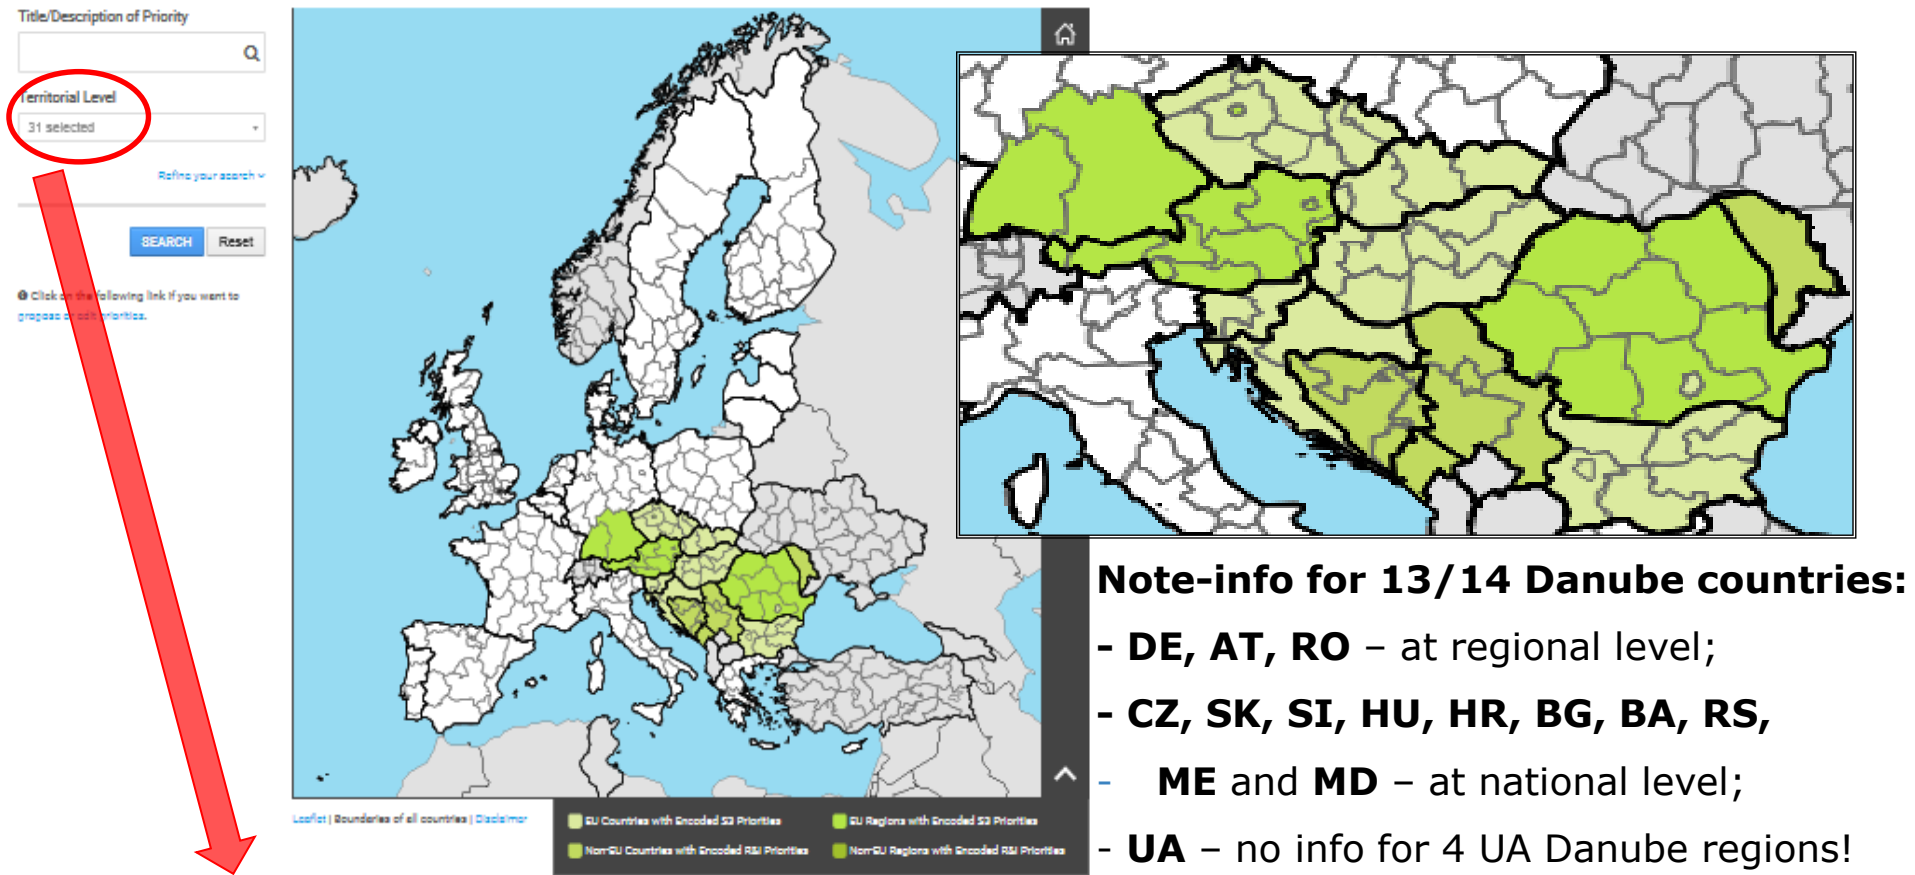 Title/Description of Priority
Territorial Level
31 selected
Refine your search
SEARCH
Reset
Click on the following link if you want to
propose or edit priorities.
Leaflet | Boundaries of all countries | Disclaimer
EU Countries with Encoded S3 Priorities
EU Regions with Encoded S3 Priorities
Non-EU Countries with Encoded R&I Priorities
Non-EU Regions with Encoded R&I Priorities
Note-info for 13/14 Danube countries:
- DE, AT, RO – at regional level;
- CZ, SK, SI, HU, HR, BG, BA, RS,
- ME and MD – at national level;
- UA – no info for 4 UA Danube regions!